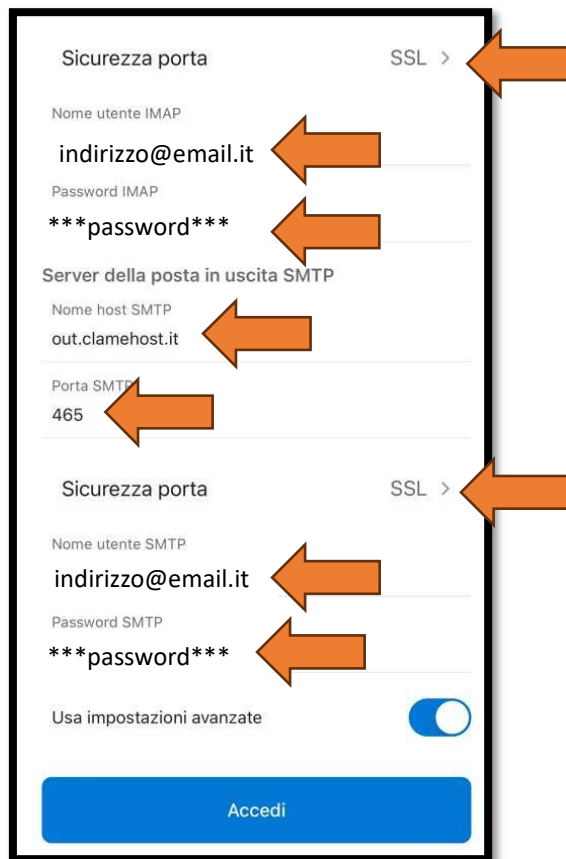 Sicurezza porta SSL >
Nome utente IMAP
indirizzo@email.it
Password IMAP
***password***
Server della posta in uscita SMTP
Nome host SMTP
out.clamehost.it
Porta SMTP
465
Sicurezza porta SSL >
Nome utente SMTP
indirizzo@email.it
Password SMTP
***password***
Usa impostazioni avanzate
Accedi